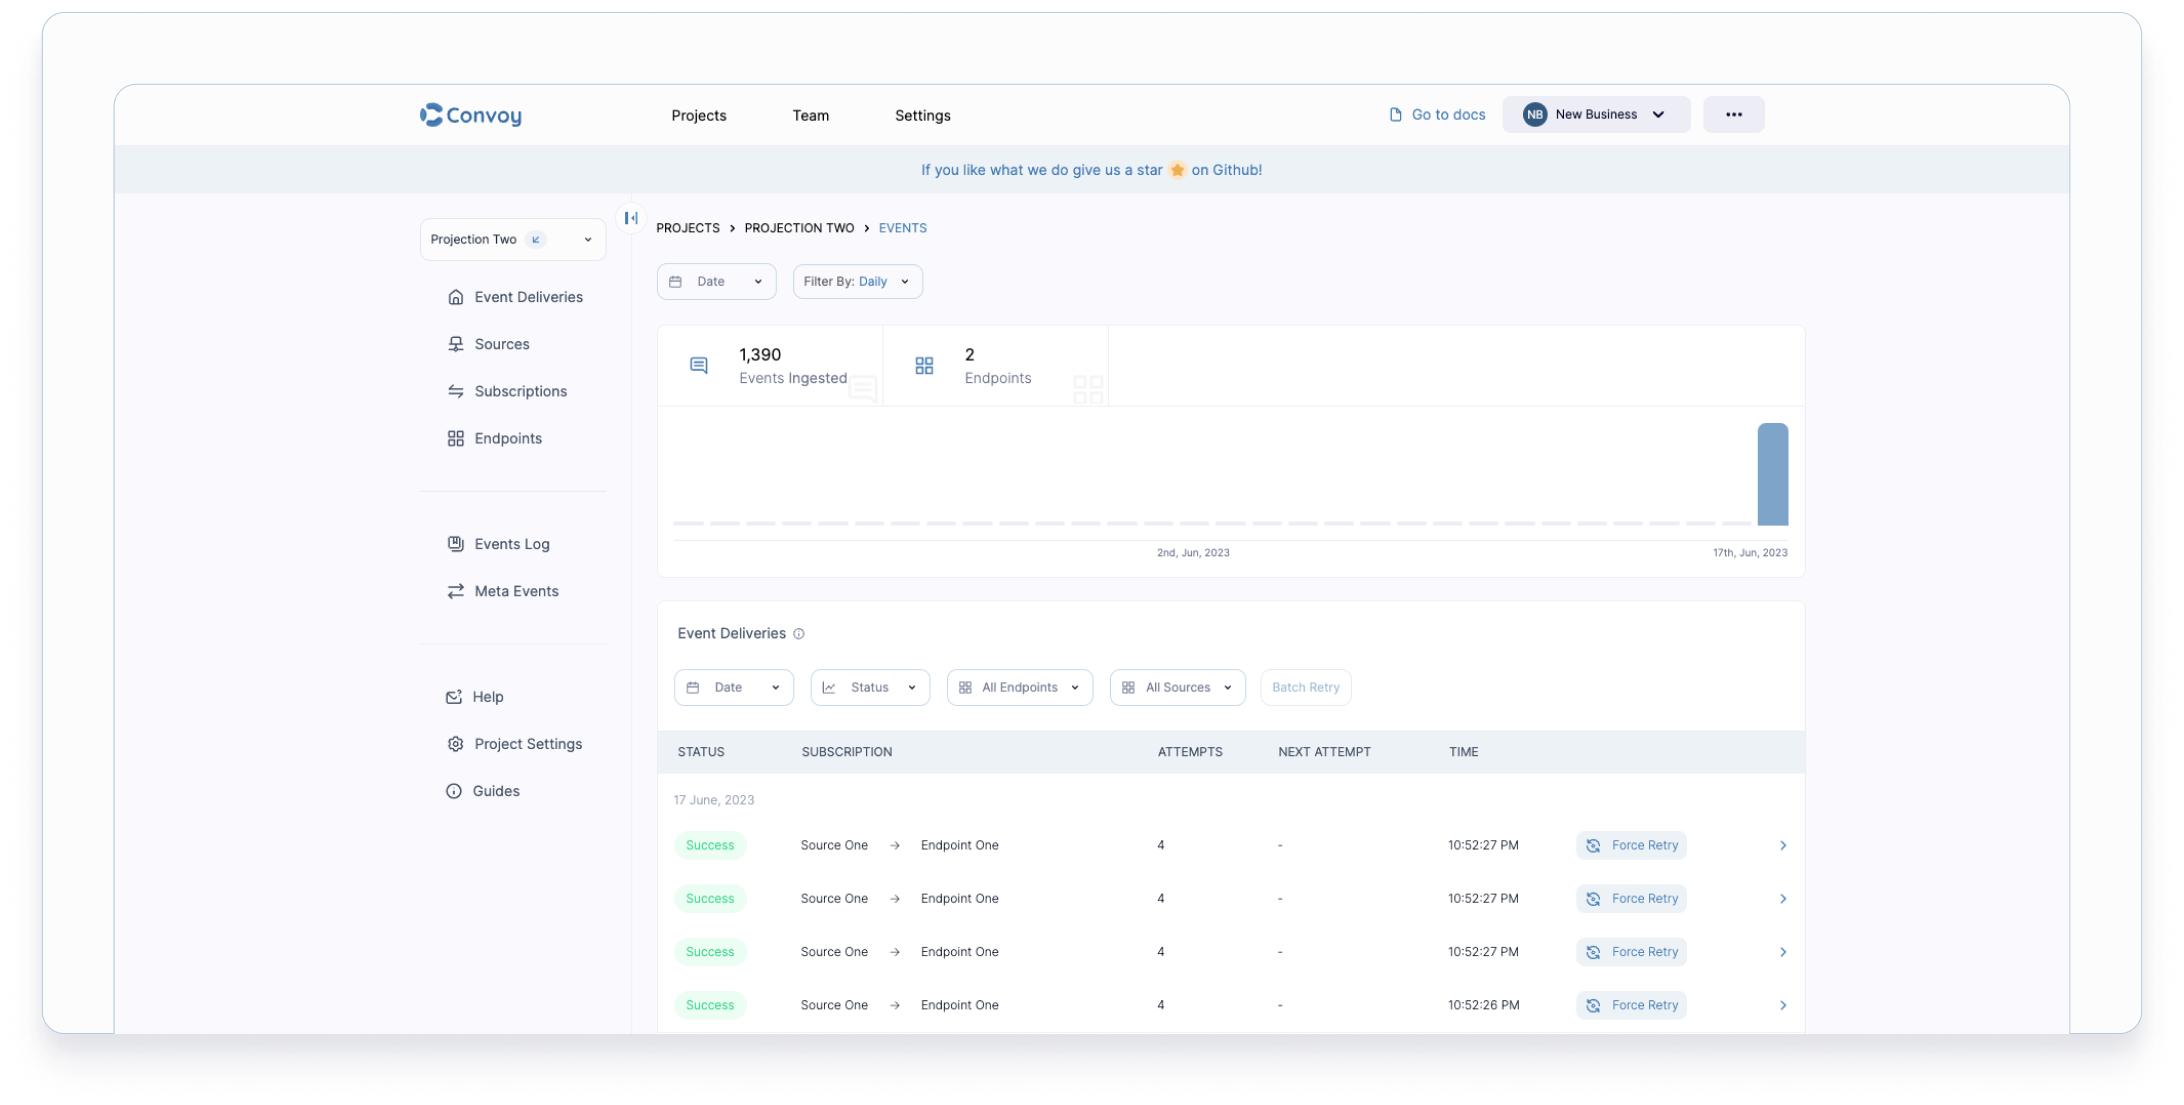 Convoy Projects Team Settings Go to docs NB New Business
If you like what we do give us a star on Github!
Projection Two
Event Deliveries
Sources
Subscriptions
Endpoints
Events Log
Meta Events
Help
Project Settings
Guides
PROJECTS > PROJECTION TWO > EVENTS
Date Filter By: Daily
1,390
Events Ingested
2
Endpoints
2nd, Jun, 2023 17th, Jun, 2023
Event Deliveries
Date Status All Endpoints All Sources Batch Retry
STATUS SUBSCRIPTION ATTEMPTS NEXT ATTEMPT TIME
17 June, 2023
Success Source One → Endpoint One 4 - 10:52:27 PM Force Retry
Success Source One → Endpoint One 4 - 10:52:27 PM Force Retry
Success Source One → Endpoint One 4 - 10:52:27 PM Force Retry
Success Source One → Endpoint One 4 - 10:52:26 PM Force Retry